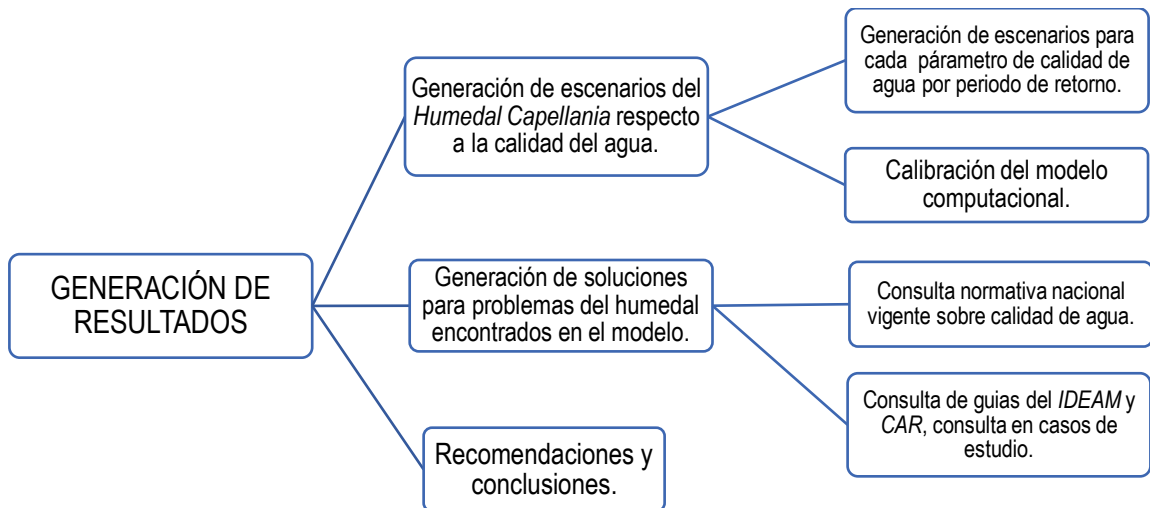 GENERACIÓN DE
RESULTADOS
Generación de escenarios del
Humedal Capellania respecto
a la calidad del agua.
Generación de escenarios para
cada párametro de calidad de
agua por periodo de retorno.
Calibración del modelo
computacional.
Generación de soluciones
para problemas del humedal
encontrados en el modelo.
Consulta normativa nacional
vigente sobre calidad de agua.
Consulta de guias del IDEAM y
CAR, consulta en casos de
estudio.
Recomendaciones y
conclusiones.